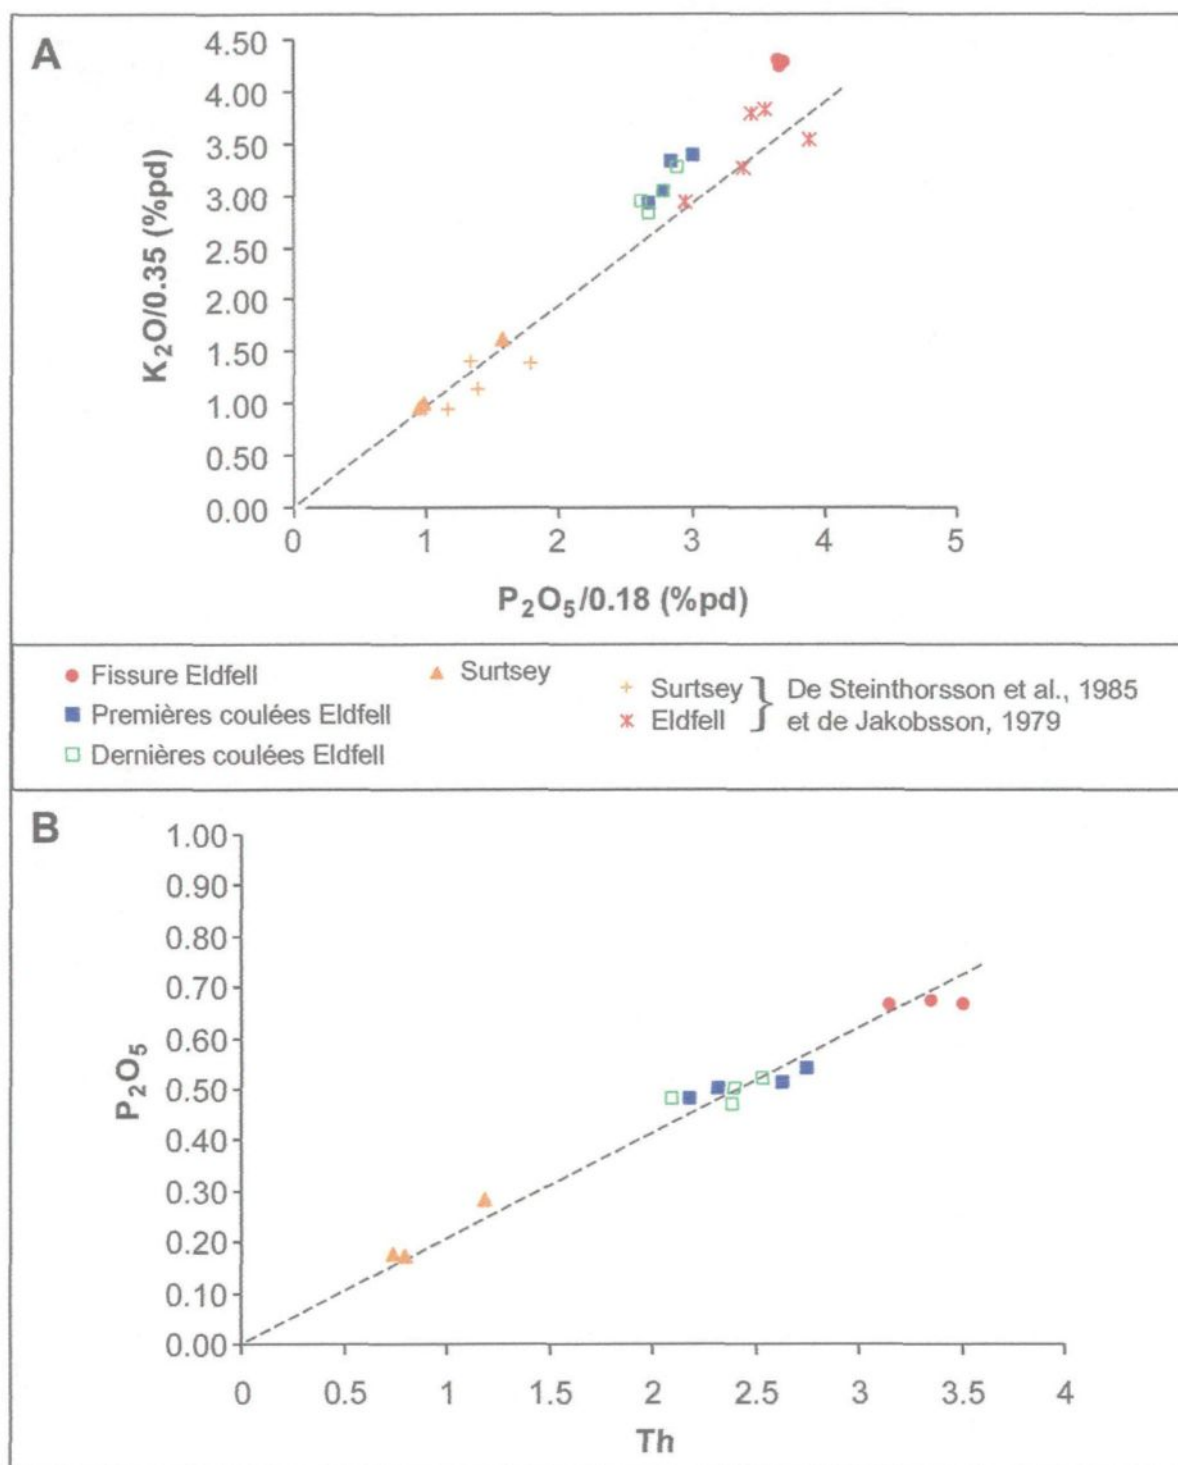 A
4.50
4.00
3.50
3.00
2.50
2.00
1.50
1.00
0.50
0.00
K₂O/0.35 (%pd)
0 1 2 3 4 5
P₂O₅/0.18 (%pd)
Fissure Eldfell
Premières coulées Eldfell
Dernières coulées Eldfell
Surtsey
Surtsey
Eldfell
} De Steinthorsson et al., 1985
et de Jakobsson, 1979
B
1.00
0.90
0.80
0.70
0.60
0.50
0.40
0.30
0.20
0.10
0.00
P₂O₅
0 0.5 1 1.5 2 2.5 3 3.5 4
Th